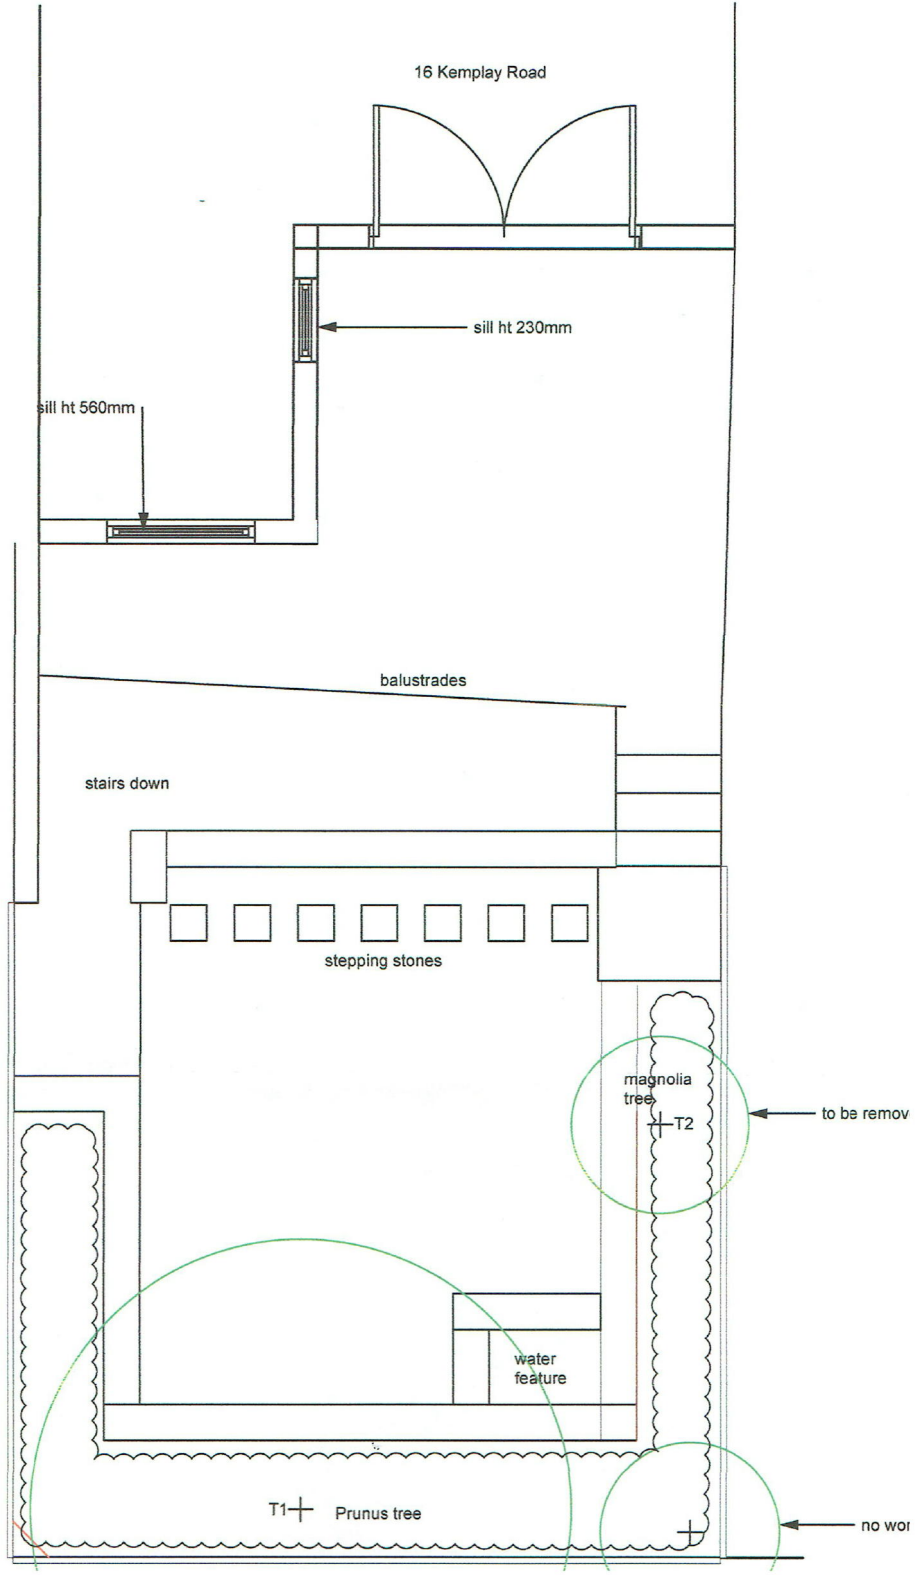 16 Kemplay Road
sill ht 230mm
sill ht 560mm
balustrades
stairs down
stepping stones
magnolia
tree
T2
to be remov
water
feature
T1
Prunus tree
no wor